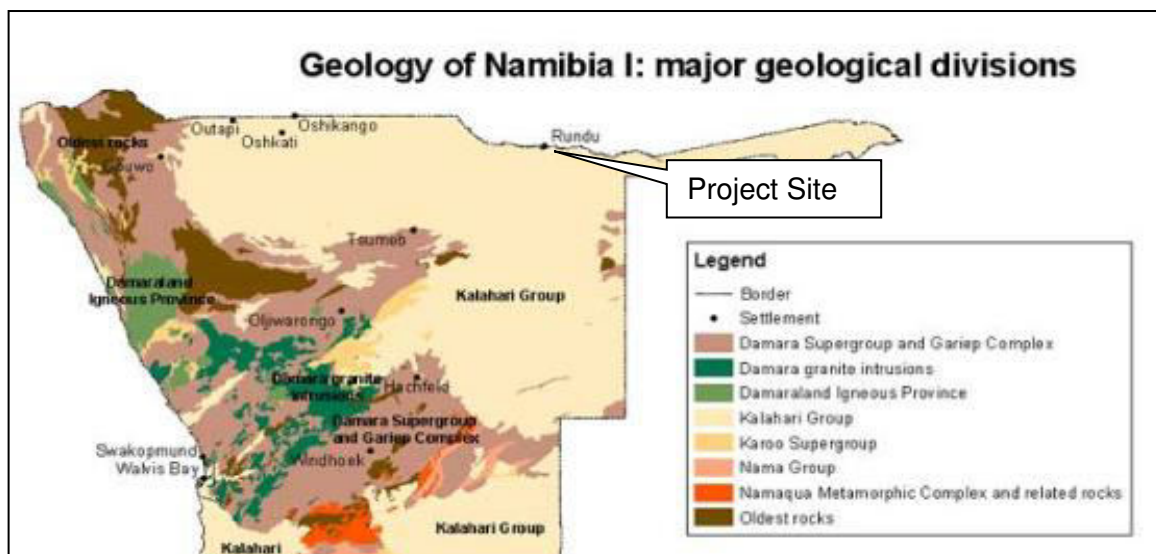 Geology of Namibia I: major geological divisions
Outapi
Oshikango
Oshkati
Rundu
Oldest rocks
Opuwo
Project Site
Tsumeb
Legend
Border
Settlement
Damara Supergroup and Gariep Complex
Damara granite intrusions
Damaraland Igneous Province
Kalahari Group
Karoo Supergroup
Nama Group
Namaqua Metamorphic Complex and related rocks
Oldest rocks
Damaraland
Igneous Province
Kalahari Group
Otjiwarongo
Damara granite
intrusions
Hachfeld
Damara Supergroup
and Gariep Complex
Swakopmund
Walvis Bay
Windhoek
Kalahari Group
Kalahari